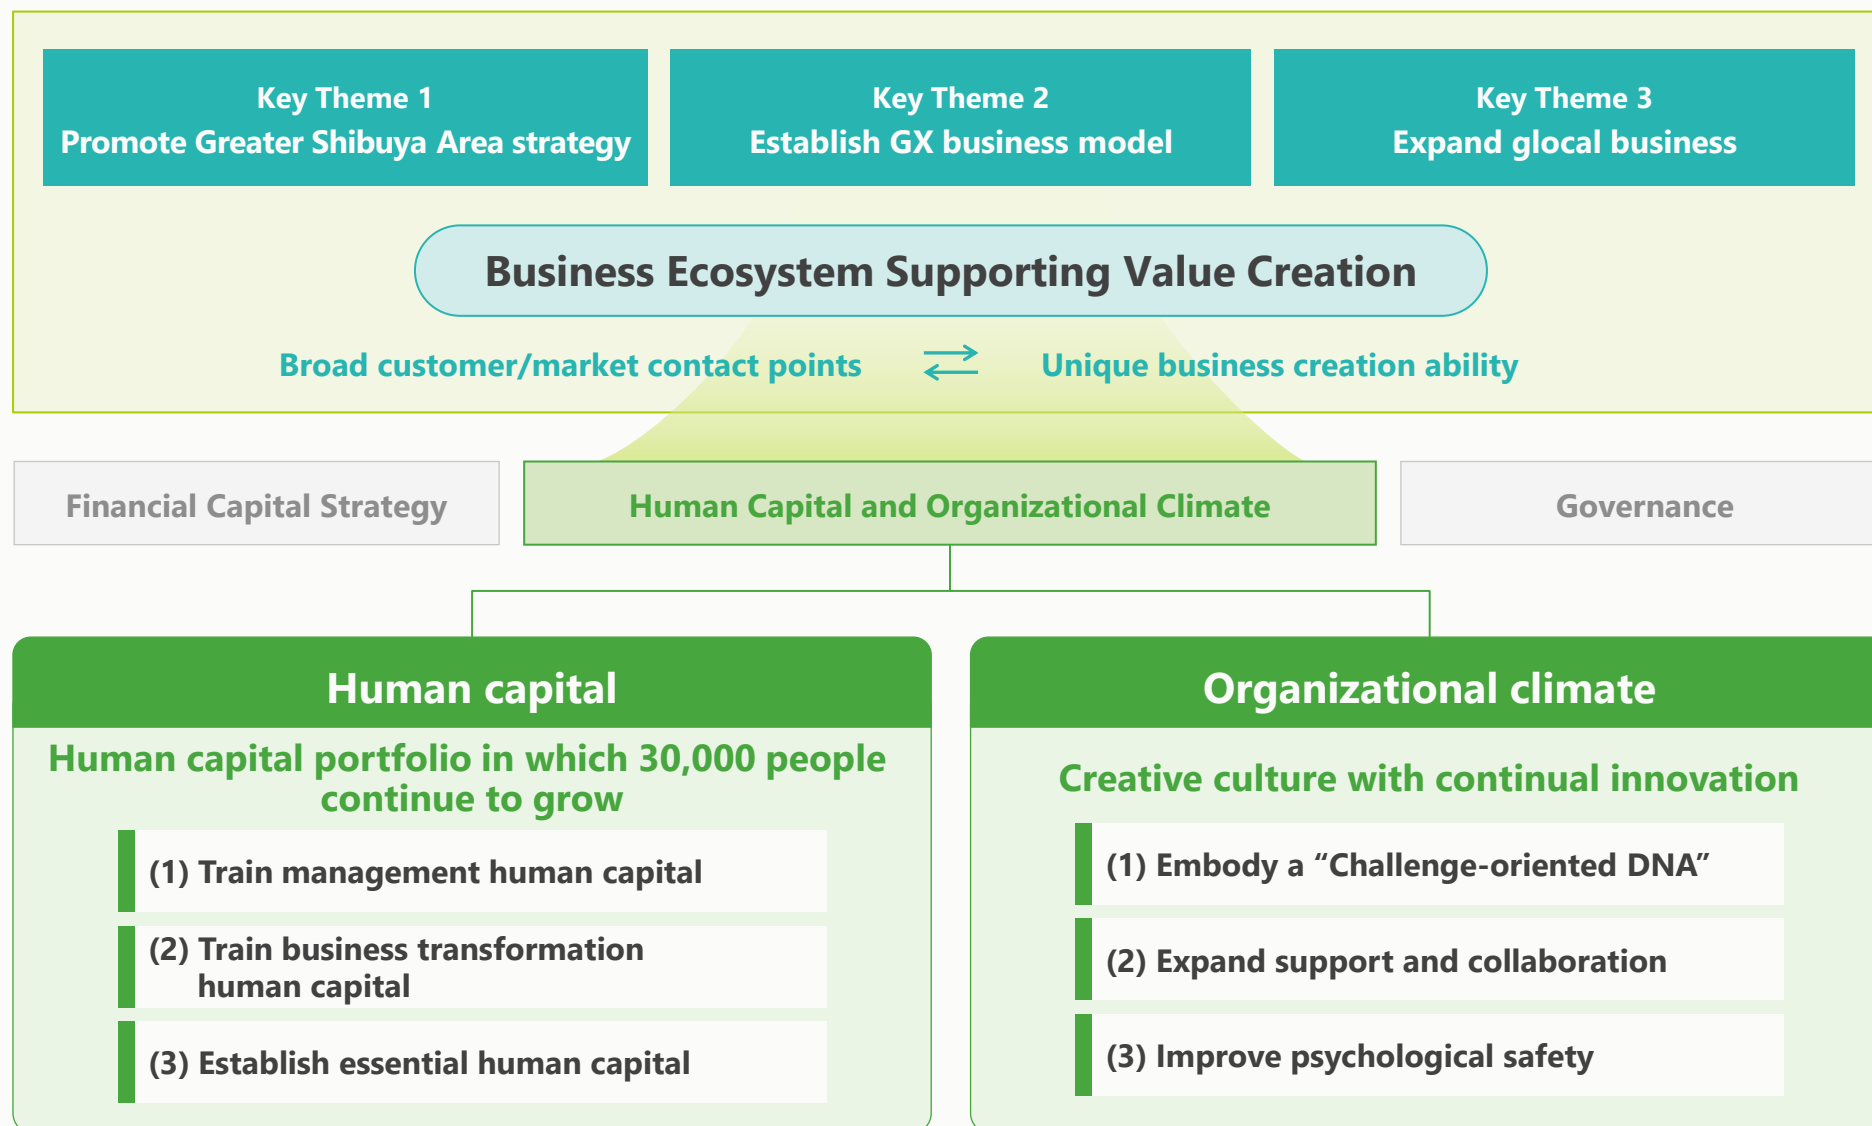 Key Theme 1
Promote Greater Shibuya Area strategy
Key Theme 2
Establish GX business model
Key Theme 3
Expand glocal business
Business Ecosystem Supporting Value Creation
Broad customer/market contact points
Unique business creation ability
Financial Capital Strategy
Human Capital and Organizational Climate
Governance
Human capital
Human capital portfolio in which 30,000 people
continue to grow
(1) Train management human capital
(2) Train business transformation
human capital
(3) Establish essential human capital
Organizational climate
Creative culture with continual innovation
(1) Embody a “Challenge-oriented DNA”
(2) Expand support and collaboration
(3) Improve psychological safety